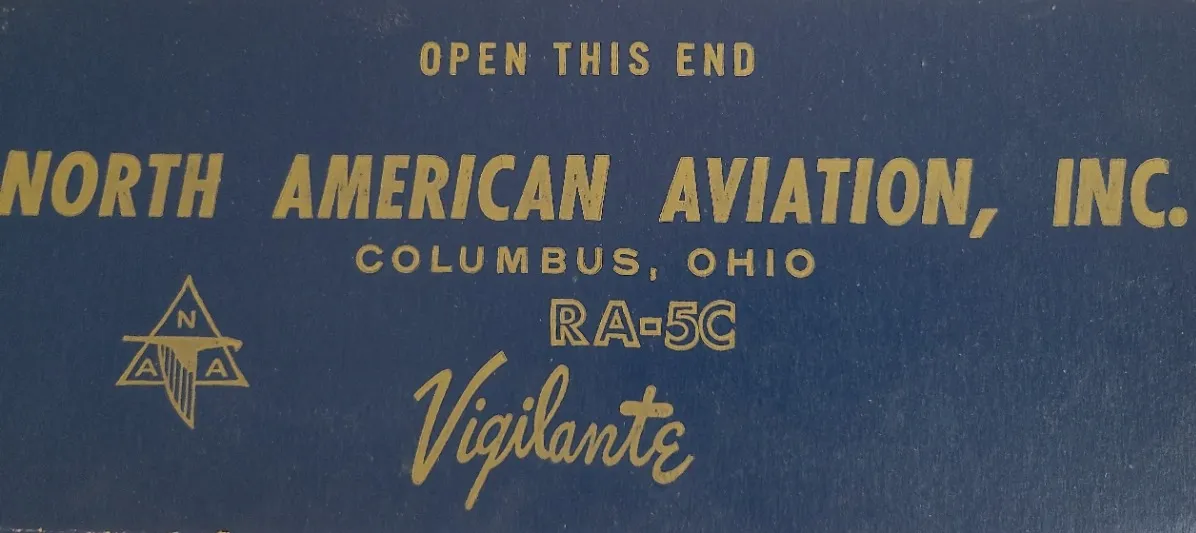 OPEN THIS END
NORTH AMERICAN AVIATION, INC.
COLUMBUS, OHIO
N
A A
RA-5C
Vigilante